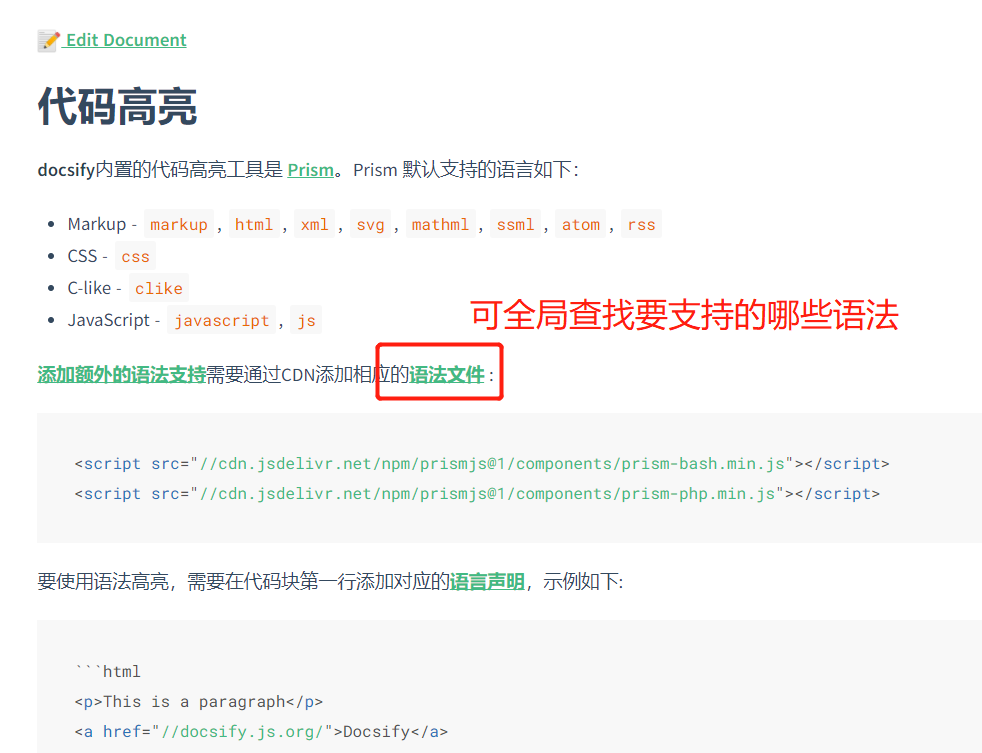 📝 Edit Document
代码高亮
docsify内置的代码高亮工具是 Prism。Prism 默认支持的语言如下：
Markup - markup , html , xml , svg , mathml , ssml , atom , rss
CSS - css
C-like - clike
JavaScript - javascript , js
可全局查找要支持的哪些语法
添加额外的语法支持需要通过CDN添加相应的语法文件 :
<script src="//cdn.jsdelivr.net/npm/prismjs@1/components/prism-bash.min.js"></script>
<script src="//cdn.jsdelivr.net/npm/prismjs@1/components/prism-php.min.js"></script>
要使用语法高亮，需要在代码块第一行添加对应的语言声明，示例如下:
```html
<p>This is a paragraph</p>
<a href="//docsify.js.org/">Docsify</a>